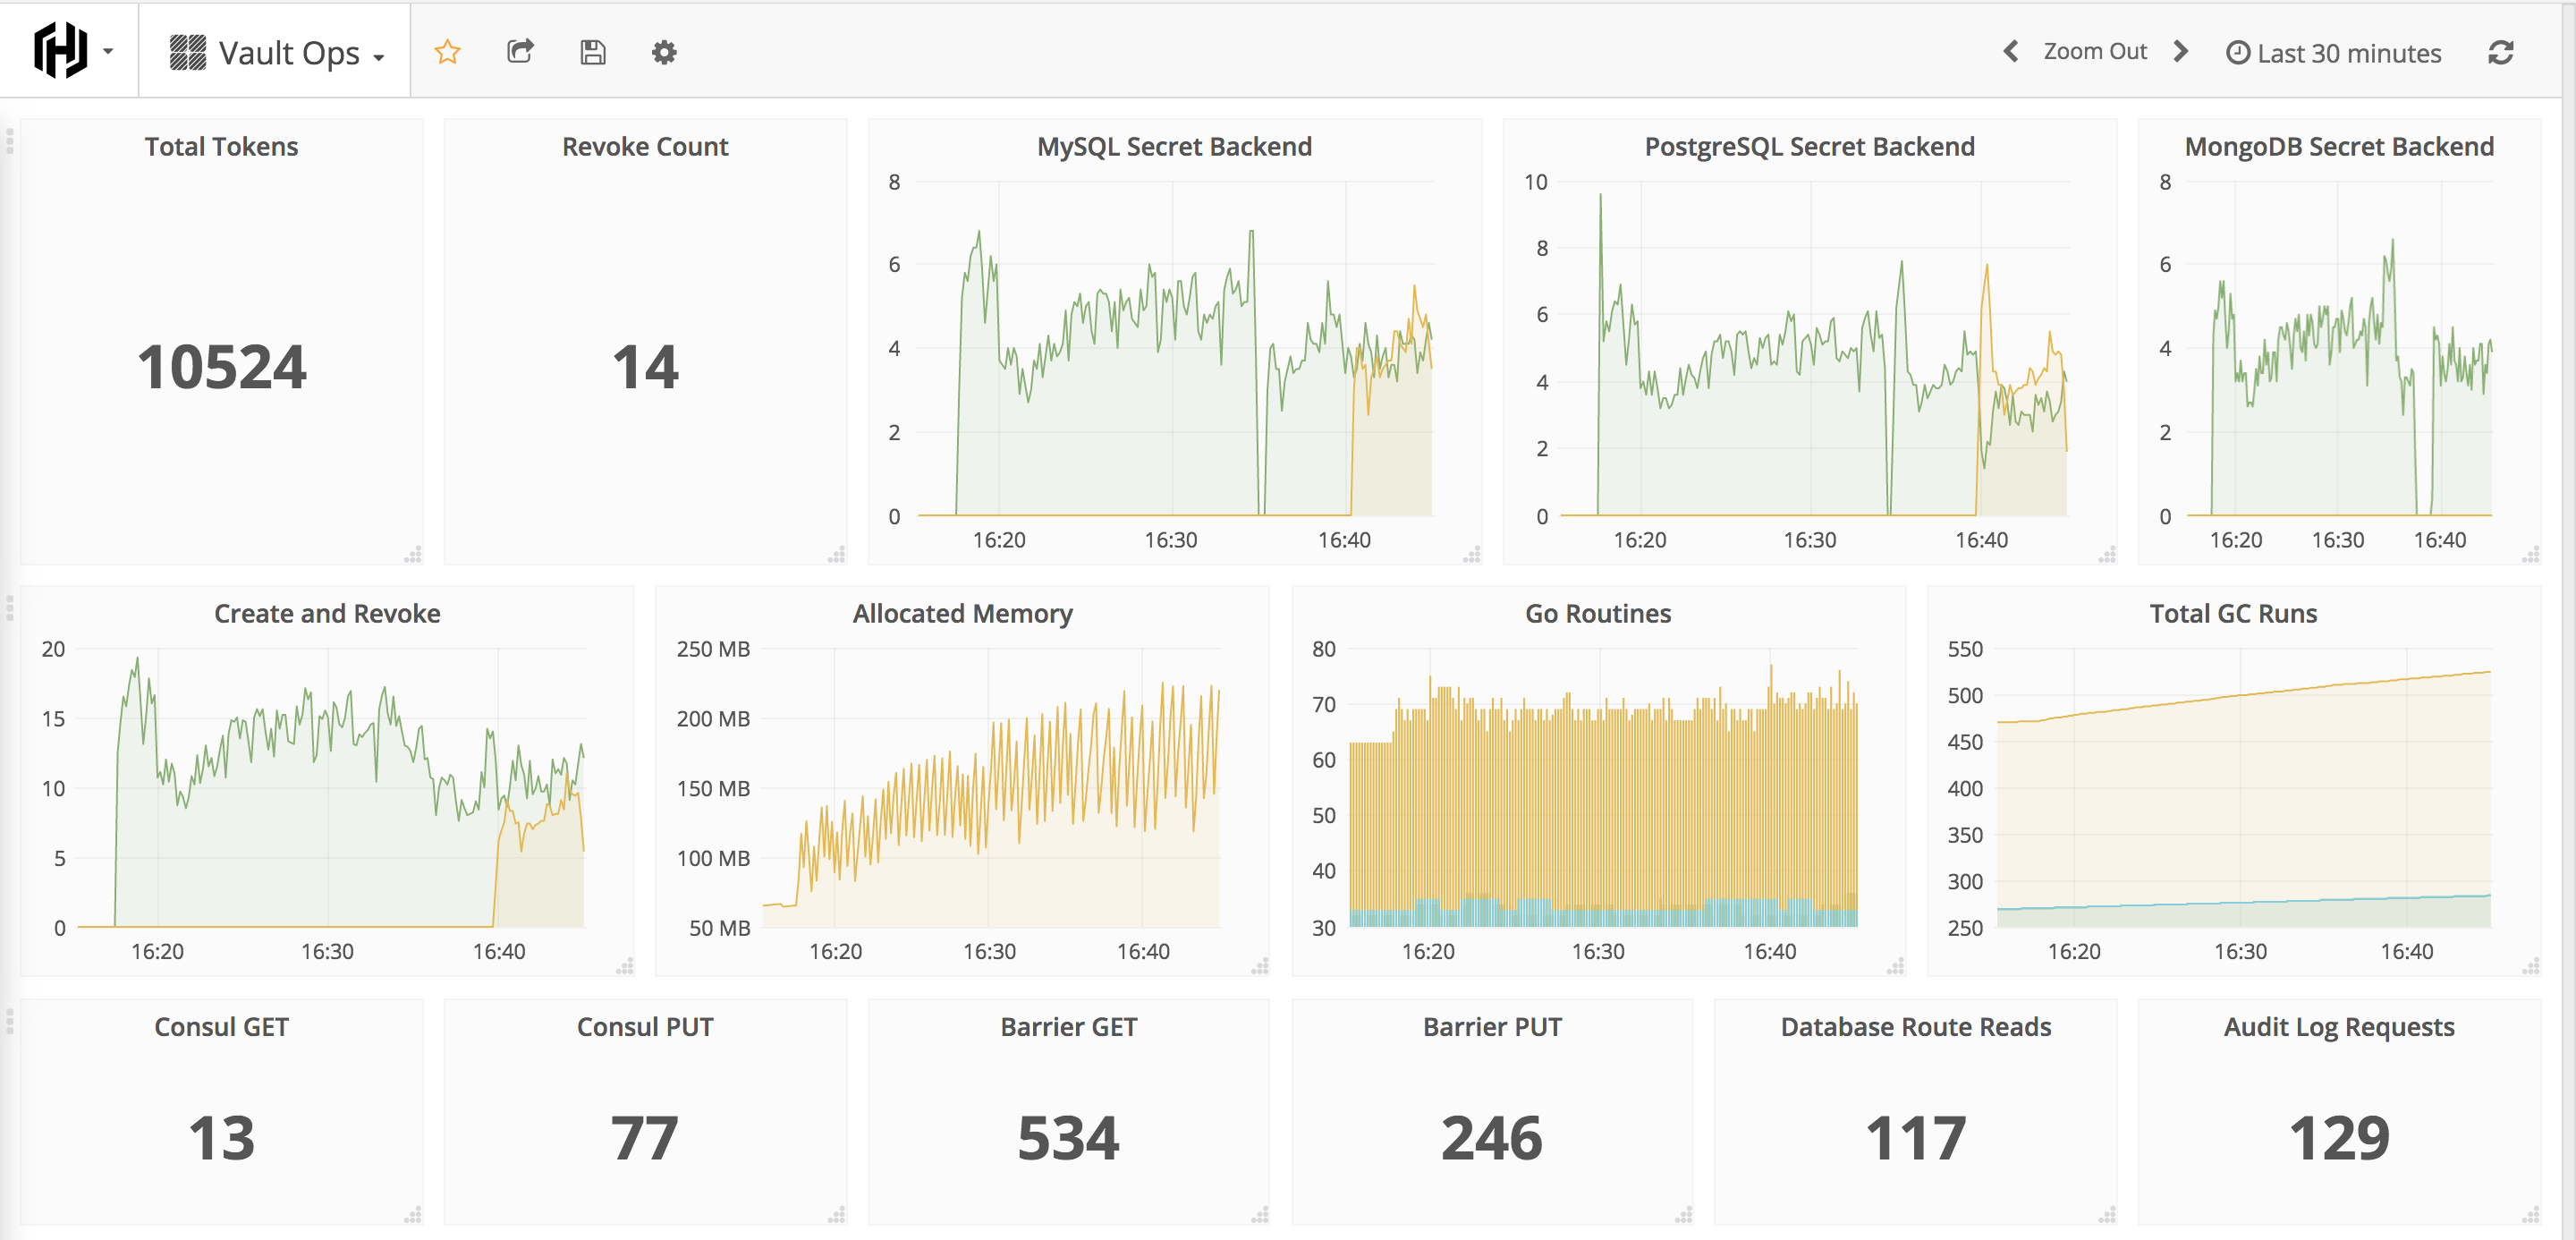 Vault Ops
Zoom Out
Last 30 minutes
Total Tokens
10524
Revoke Count
14
MySQL Secret Backend
8
6
4
2
0
16:20 16:30 16:40
PostgreSQL Secret Backend
10
8
6
4
2
0
16:20 16:30 16:40
MongoDB Secret Backend
8
6
4
2
0
16:20 16:30 16:40
Create and Revoke
20
15
10
5
0
16:20 16:30 16:40
Allocated Memory
250 MB
200 MB
150 MB
100 MB
50 MB
16:20 16:30 16:40
Go Routines
80
70
60
50
40
30
16:20 16:30 16:40
Total GC Runs
550
500
450
400
350
300
250
16:20 16:30 16:40
Consul GET
13
Consul PUT
77
Barrier GET
534
Barrier PUT
246
Database Route Reads
117
Audit Log Requests
129